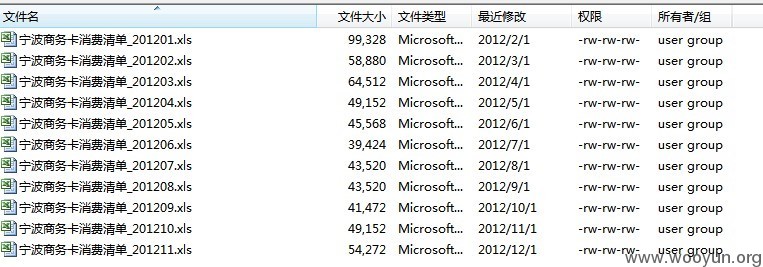 文件名 文件大小 文件类型 最近修改 权限 所有者/组
宁波商务卡消费清单_201201.xls 99,328 Microsoft... 2012/2/1 -rw-rw-rw- user group
宁波商务卡消费清单_201202.xls 58,880 Microsoft... 2012/3/1 -rw-rw-rw- user group
宁波商务卡消费清单_201203.xls 64,512 Microsoft... 2012/4/1 -rw-rw-rw- user group
宁波商务卡消费清单_201204.xls 49,152 Microsoft... 2012/5/1 -rw-rw-rw- user group
宁波商务卡消费清单_201205.xls 45,568 Microsoft... 2012/6/1 -rw-rw-rw- user group
宁波商务卡消费清单_201206.xls 39,424 Microsoft... 2012/7/1 -rw-rw-rw- user group
宁波商务卡消费清单_201207.xls 43,520 Microsoft... 2012/8/1 -rw-rw-rw- user group
宁波商务卡消费清单_201208.xls 43,520 Microsoft... 2012/9/1 -rw-rw-rw- user group
宁波商务卡消费清单_201209.xls 41,472 Microsoft... 2012/10/1 -rw-rw-rw- user group
宁波商务卡消费清单_201210.xls 49,152 Microsoft... 2012/11/1 -rw-rw-rw- user group
宁波商务卡消费清单_201211.xls 54,272 Microsoft... 2012/12/1 -rw-rw-rw- user group
www.wooyun.org